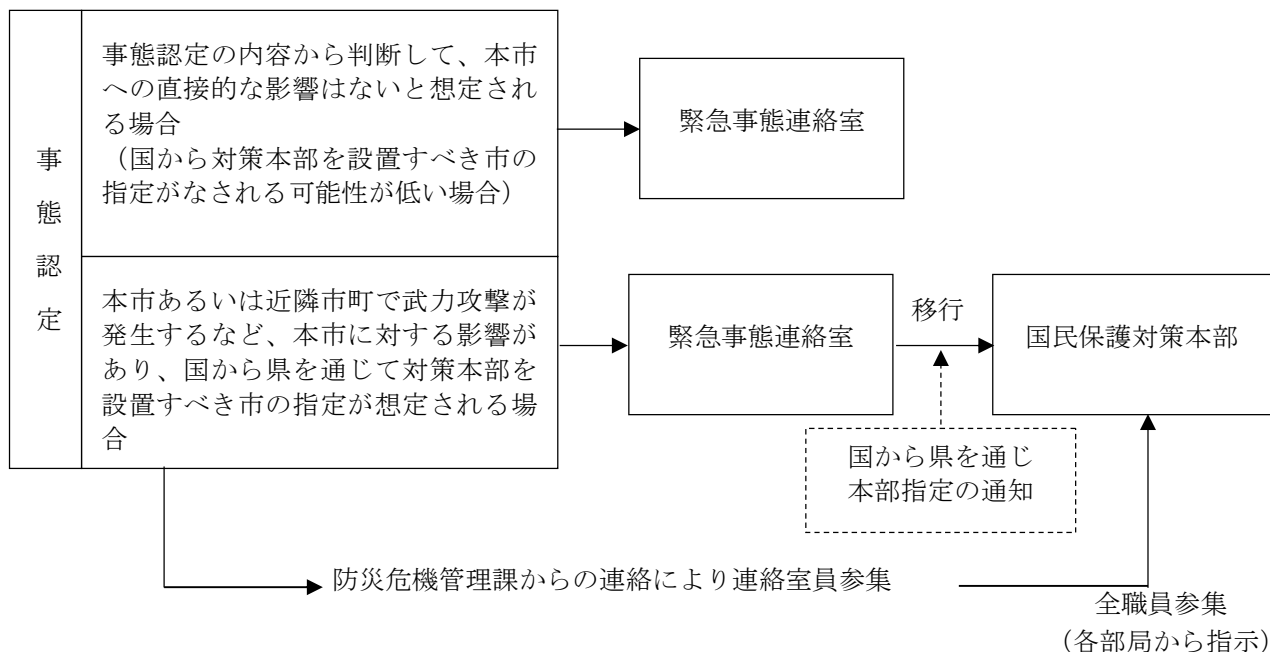 事態認定
事態認定の内容から判断して、本市
への直接的な影響はないと想定され
る場合
（国から対策本部を設置すべき市の
指定がなされる可能性が低い場合）
緊急事態連絡室
本市あるいは近隣市町で武力攻撃が
発生するなど、本市に対する影響が
あり、国から県を通じて対策本部を
設置すべき市の指定が想定される場
合
緊急事態連絡室
移行
国民保護対策本部
国から県を通じ
本部指定の通知
防災危機管理課からの連絡により連絡室員参集
全職員参集
（各部局から指示）